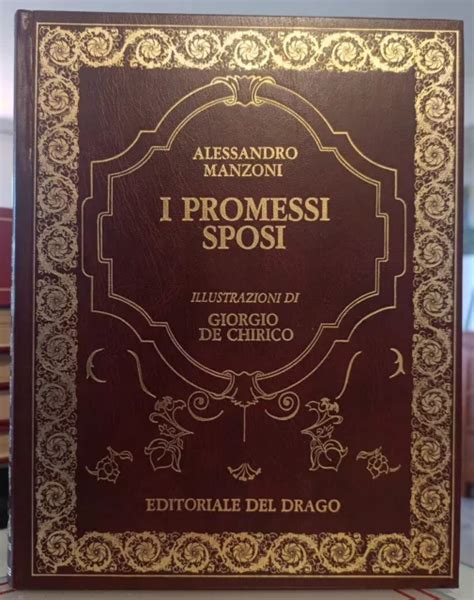 ALESSANDRO
MANZONI
I PROMESSI
SPOSI
ILLUSTRAZIONI DI
GIORGIO
DE CHIRICO
EDITORIALE DEL DRAGO